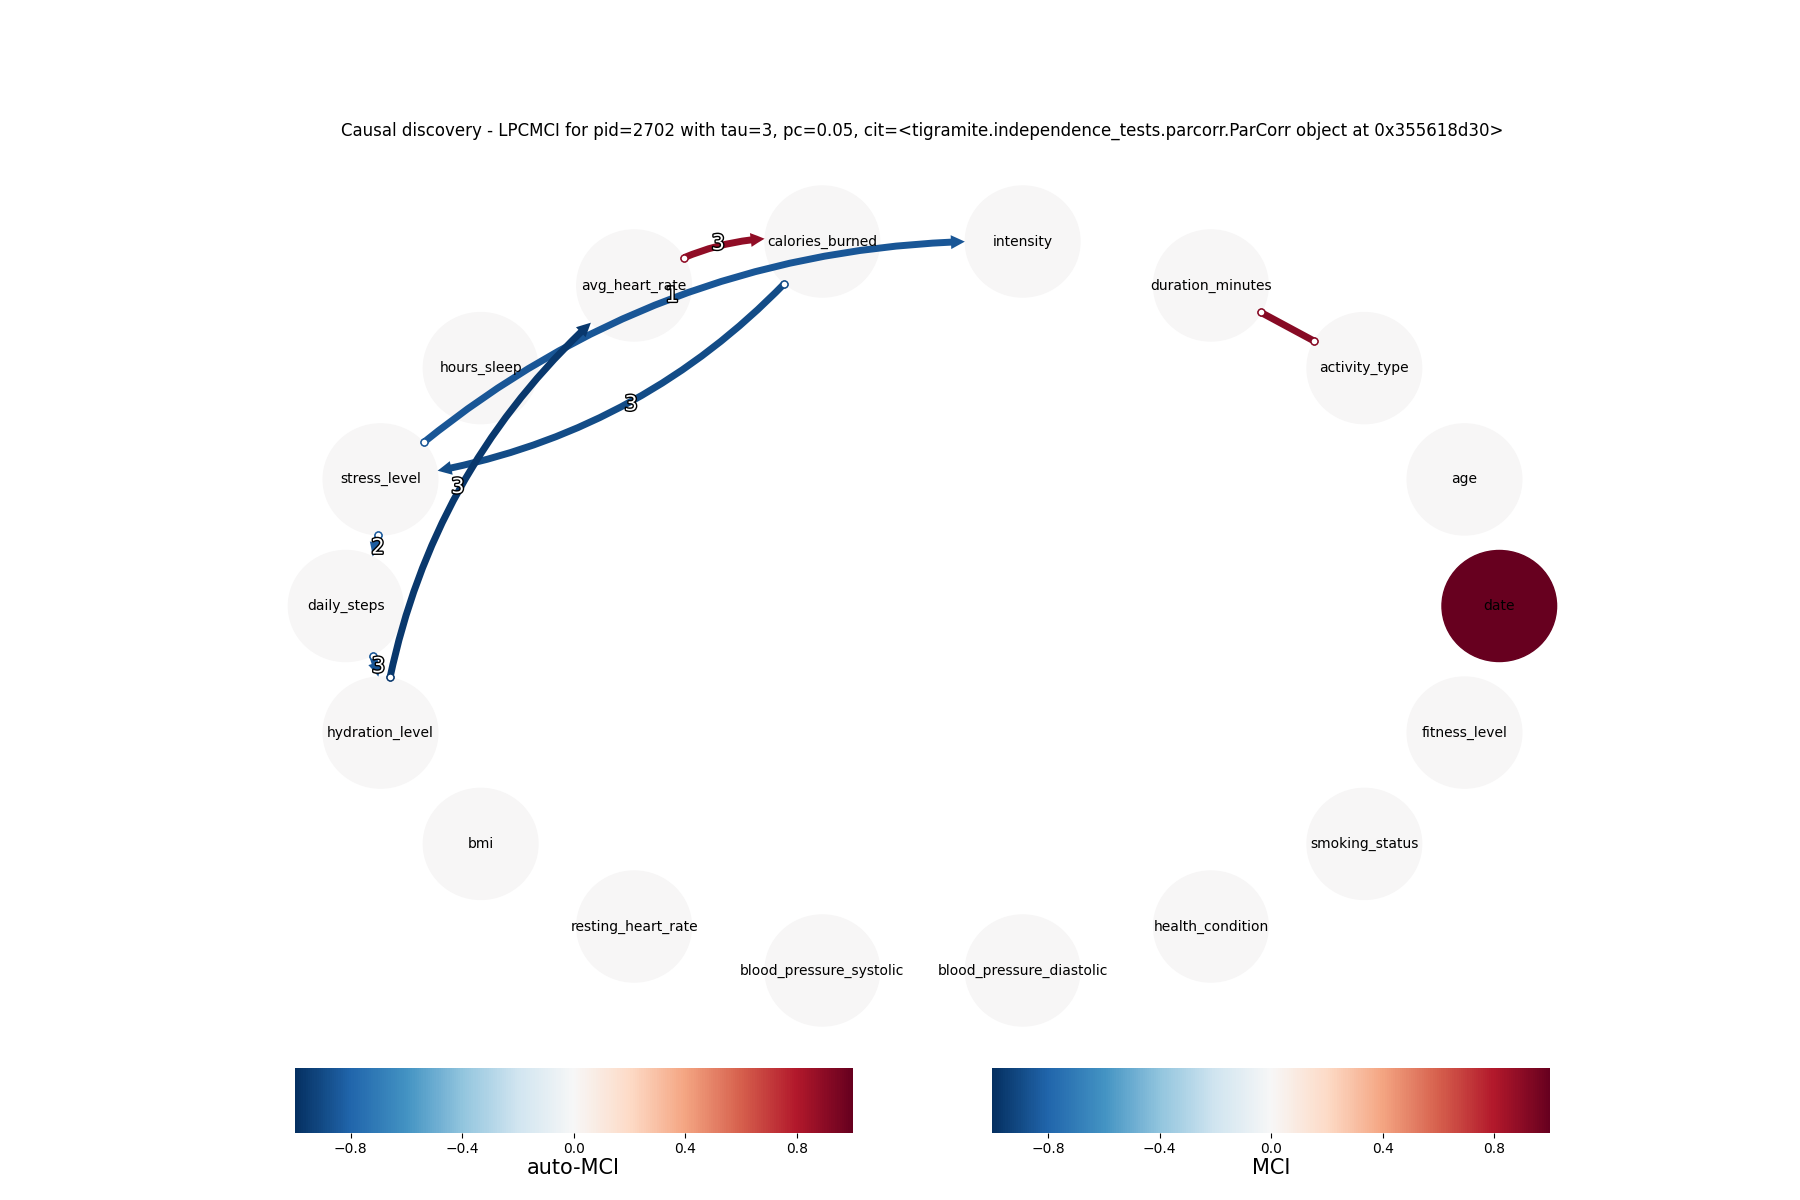 Causal discovery - LPCMCI for pid=2702 with tau=3, pc=0.05, cit=<tigramite.independence_tests.parcorr.ParCorr object at 0x355618d30>
calories_burned
intensity
3
avg_heart_rate
1
duration_minutes
hours_sleep
activity_type
3
stress_level
3
age
2
daily_steps
date
3
hydration_level
fitness_level
bmi
smoking_status
resting_heart_rate
health_condition
blood_pressure_systolic
blood_pressure_diastolic
−0.8 −0.4 0.0 0.4 0.8
auto-MCI
−0.8 −0.4 0.0 0.4 0.8
MCI